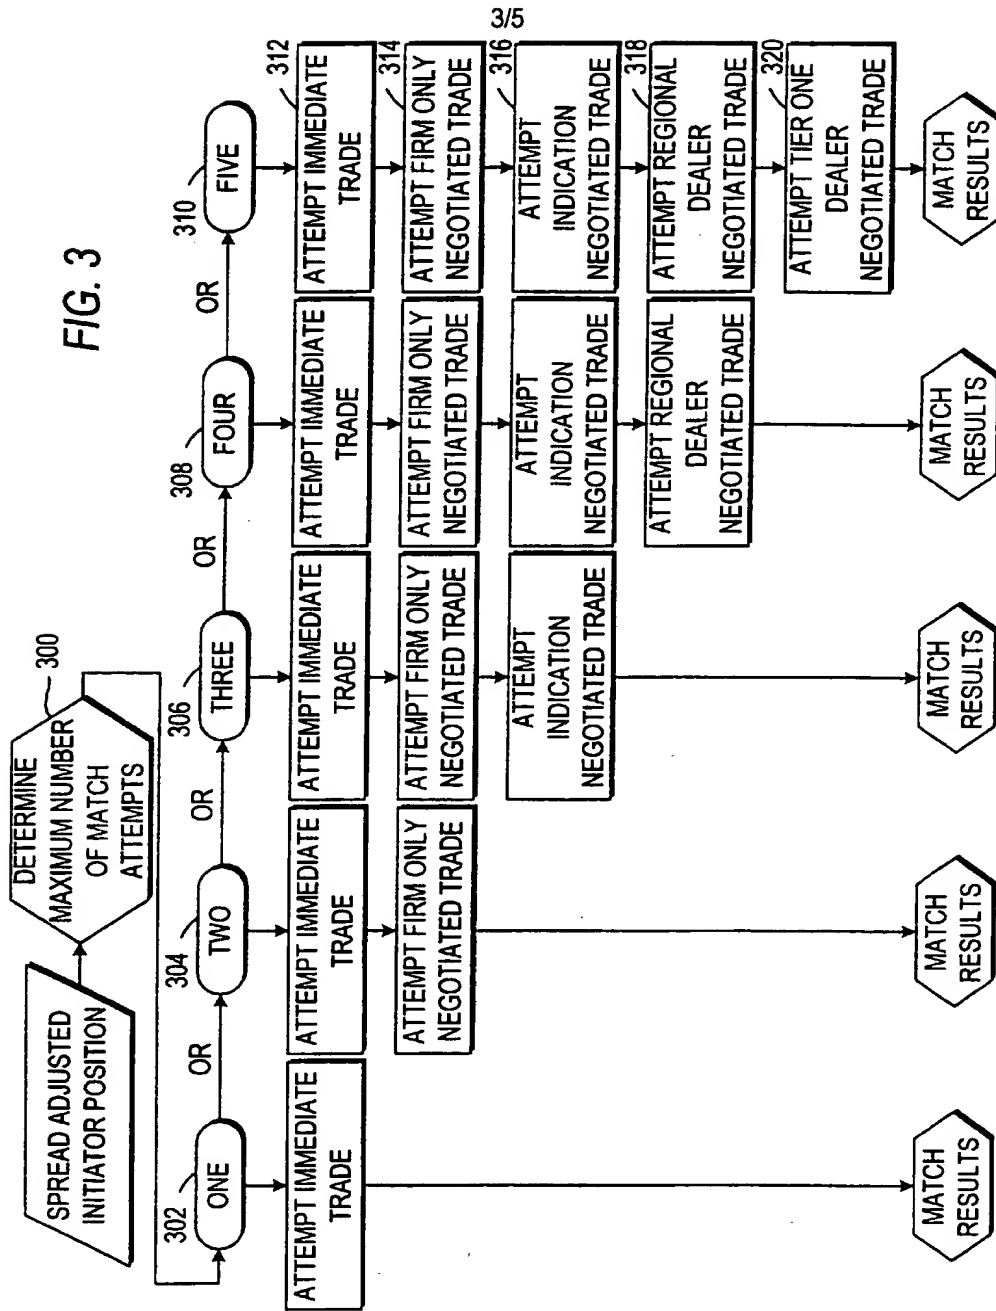 3/5
FIG. 3
SPREAD ADJUSTED
INITIATOR POSITION
DETERMINE
MAXIMUM NUMBER
OF MATCH
ATTEMPTS
300
302
ONE
OR
304
TWO
OR
306
THREE
OR
308
FOUR
OR
310
FIVE
ATTEMPT IMMEDIATE
TRADE
MATCH
RESULTS
ATTEMPT IMMEDIATE
TRADE
ATTEMPT FIRM ONLY
NEGOTIATED TRADE
MATCH
RESULTS
ATTEMPT IMMEDIATE
TRADE
ATTEMPT FIRM ONLY
NEGOTIATED TRADE
ATTEMPT
INDICATION
NEGOTIATED TRADE
MATCH
RESULTS
ATTEMPT IMMEDIATE
TRADE
ATTEMPT FIRM ONLY
NEGOTIATED TRADE
ATTEMPT
INDICATION
NEGOTIATED TRADE
ATTEMPT REGIONAL
DEALER
NEGOTIATED TRADE
MATCH
RESULTS
312
ATTEMPT IMMEDIATE
TRADE
314
ATTEMPT FIRM ONLY
NEGOTIATED TRADE
316
ATTEMPT
INDICATION
NEGOTIATED TRADE
318
ATTEMPT REGIONAL
DEALER
NEGOTIATED TRADE
320
ATTEMPT TIER ONE
DEALER
NEGOTIATED TRADE
MATCH
RESULTS